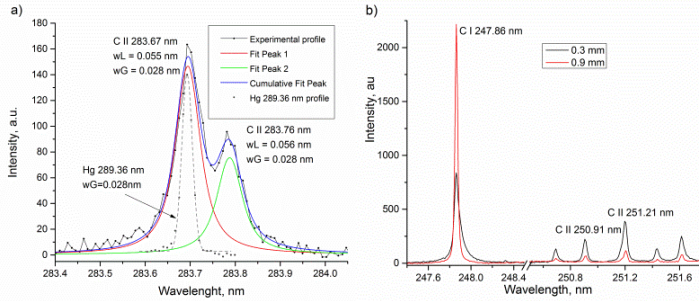 a)
C II 283.67 nm
wL = 0.055 nm
wG = 0.028 nm
Experimental profile
Fit Peak 1
Fit Peak 2
Cumulative Fit Peak
Hg 289.36 nm profile
C II 283.76 nm
wL = 0.056 nm
wG = 0.028 nm
Hg 289.36 nm
wG=0.028nm
Intensity, a.u.
180
160
140
120
100
80
60
40
20
0
283.4 283.5 283.6 283.7 283.8 283.9 284.0
Wavelenght, nm
b)
C I 247.86 nm
0.3 mm
0.9 mm
C II 251.21 nm
C II 250.91 nm
Intensity, au
2000
1500
1000
500
0
247.6 248.0 248.4 250.8 251.2 251.6
Wavelenght, nm